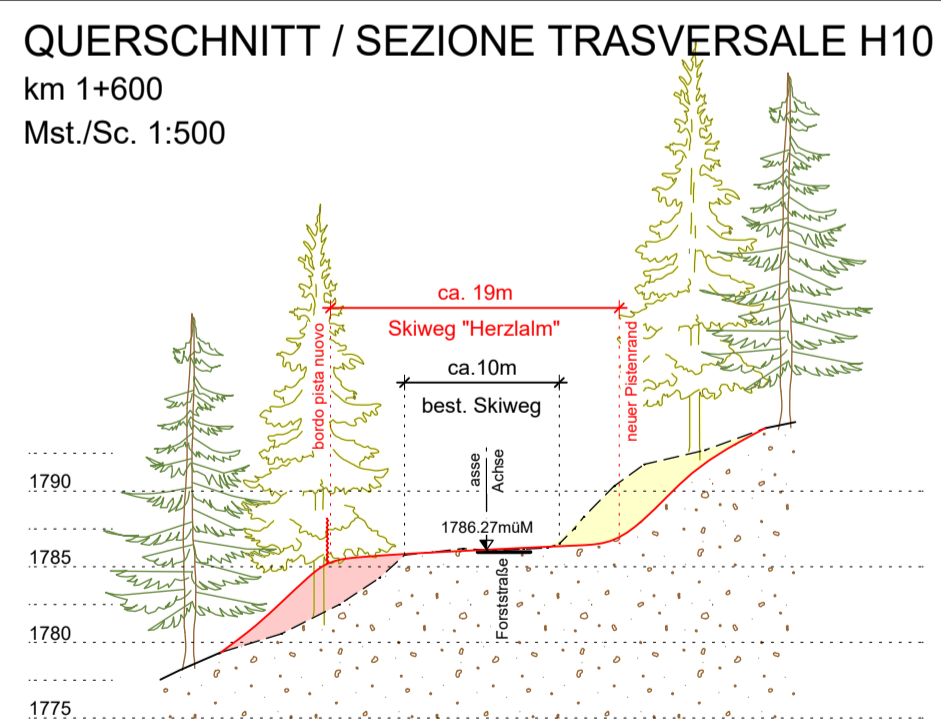 QUERSCHNITT / SEZIONE TRASVERSALE H10
km 1+600
Mst./Sc. 1:500
ca. 19m
Skiweg "Herzlalm"
bordo pista nuovo
neuer Pistenrand
ca.10m
best. Skiweg
asse
Achse
1790
1786.27müM
1785
Forststraße
1780
1775